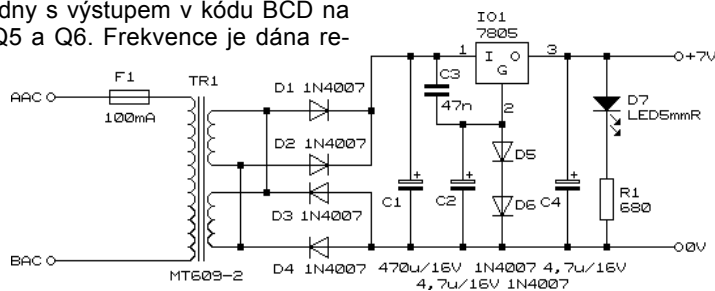 dny s výstupem v kódu BCD na
Q5 a Q6. Frekvence je dána re-
IO1
7805
1
I O
G
3
+7V
2
F1
100mA
AAC
BAC
TR1
MT609-2
D1 1N4007
D2 1N4007
D3 1N4007
D4 1N4007
C3
47n
D5
D6
C1
+
C2
+
C4
+
D7
LED5mmR
R1
680
0V
470u/16V 1N4007 4,7u/16V
4,7u/16V 1N4007